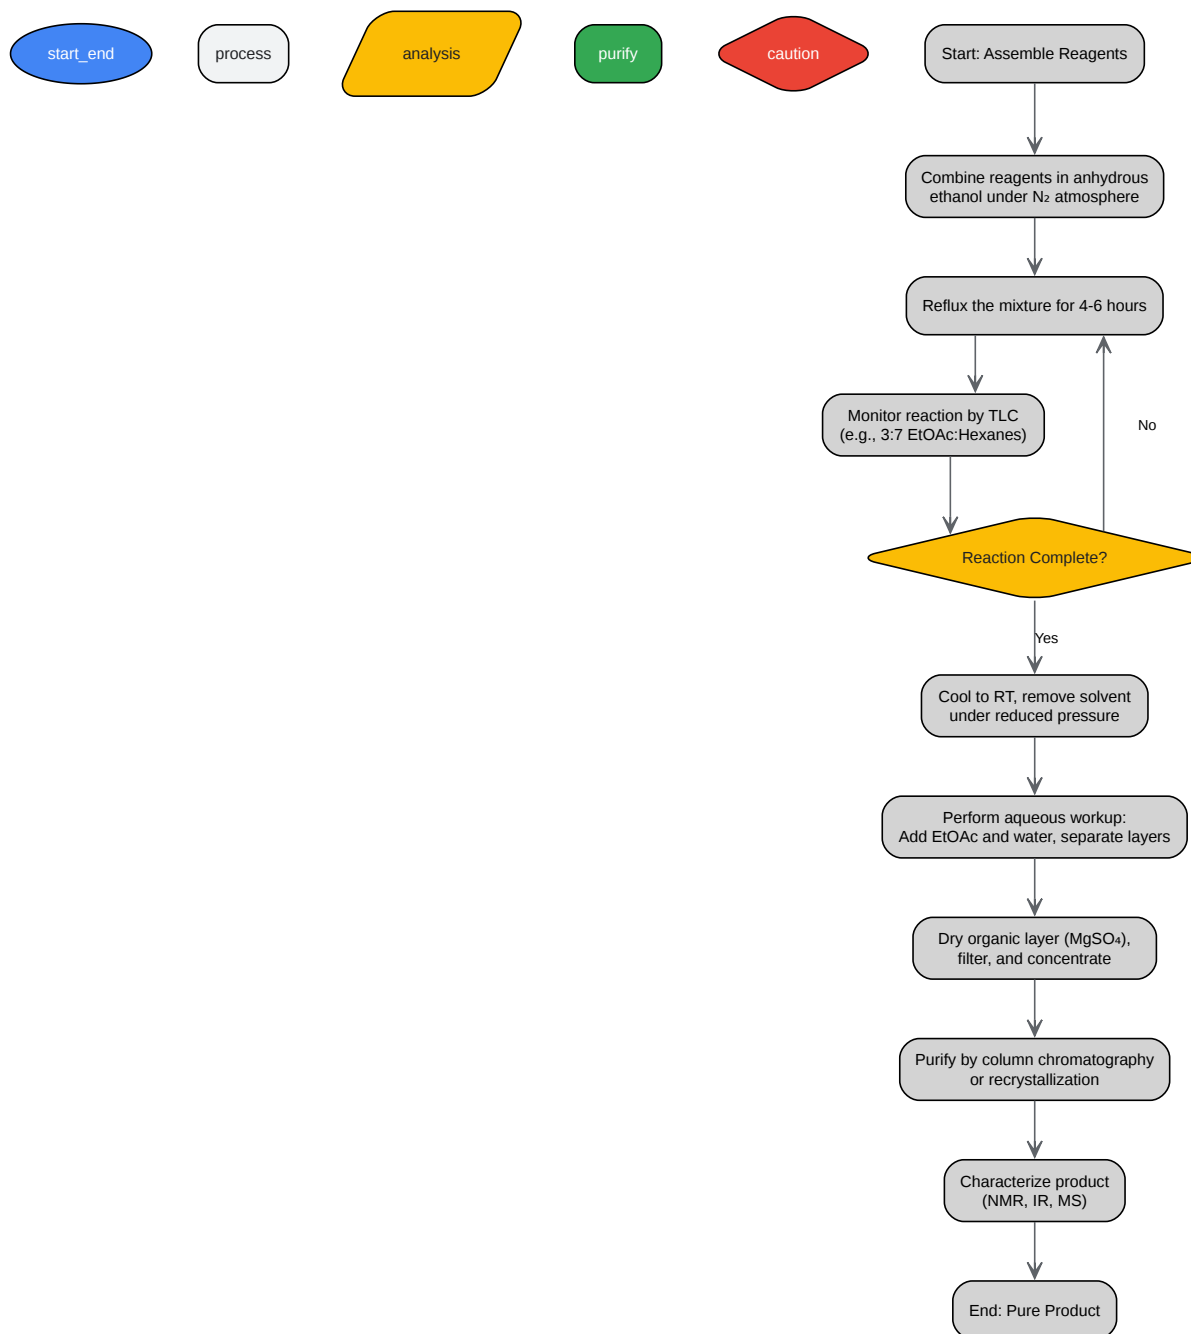 start_end
process
analysis
purify
caution
Start: Assemble Reagents
Combine reagents in anhydrous
ethanol under N₂ atmosphere
Reflux the mixture for 4-6 hours
Monitor reaction by TLC
(e.g., 3:7 EtOAc:Hexanes)
No
Reaction Complete?
Yes
Cool to RT, remove solvent
under reduced pressure
Perform aqueous workup:
Add EtOAc and water, separate layers
Dry organic layer (MgSO₄),
filter, and concentrate
Purify by column chromatography
or recrystallization
Characterize product
(NMR, IR, MS)
End: Pure Product